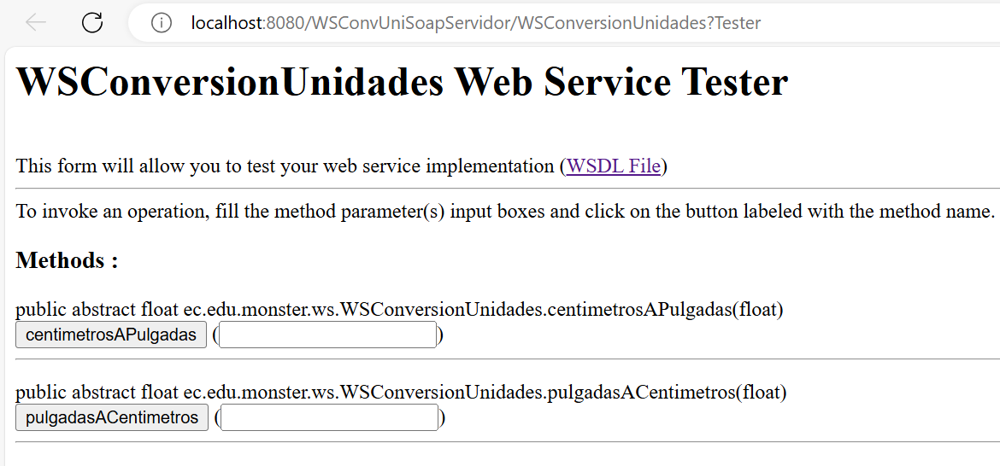 localhost:8080/WSConvUniSoapServidor/WSConversionUnidades?Tester
WSConversionUnidades Web Service Tester
This form will allow you to test your web service implementation (WSDL File)
To invoke an operation, fill the method parameter(s) input boxes and click on the button labeled with the method name.
Methods :
public abstract float ec.edu.monster.ws.WSConversionUnidades.centimetrosAPulgadas(float)
centimetrosAPulgadas ( )
public abstract float ec.edu.monster.ws.WSConversionUnidades.pulgadasACentimetros(float)
pulgadasACentimetros ( )